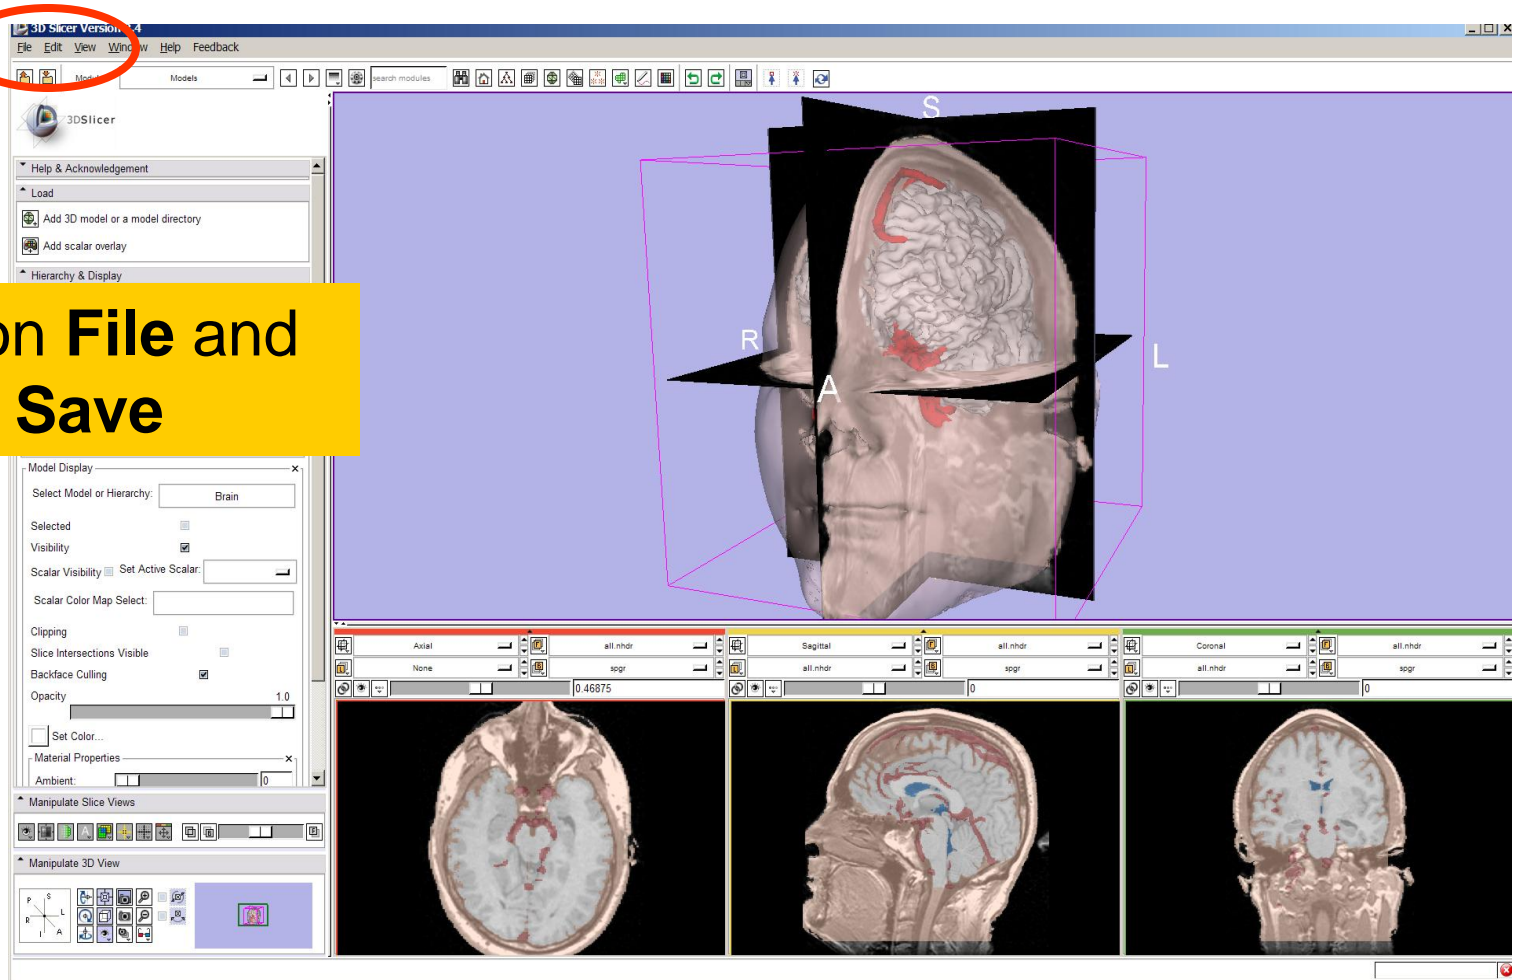 3D Slicer Version 3.4
File Edit View Window Help Feedback
Models search modules
3DSlicer
Help & Acknowledgement
Load
Add 3D model or a model directory
Add scalar overlay
Hierarchy & Display
on File and
Save
Model Display
Select Model or Hierarchy: Brain
Selected
Visibility
Scalar Visibility Set Active Scalar:
Scalar Color Map Select:
Clipping
Slice Intersections Visible
Backface Culling
Opacity 1.0
Set Color...
Material Properties
Ambient: 0
Manipulate Slice Views
Manipulate 3D View
P S
R L
I A
S
R
A
L
Axial all.nhdr
None spgr
0.46875
Sagittal all.nhdr
all.nhdr spgr
0
Coronal all.nhdr
all.nhdr spgr
0